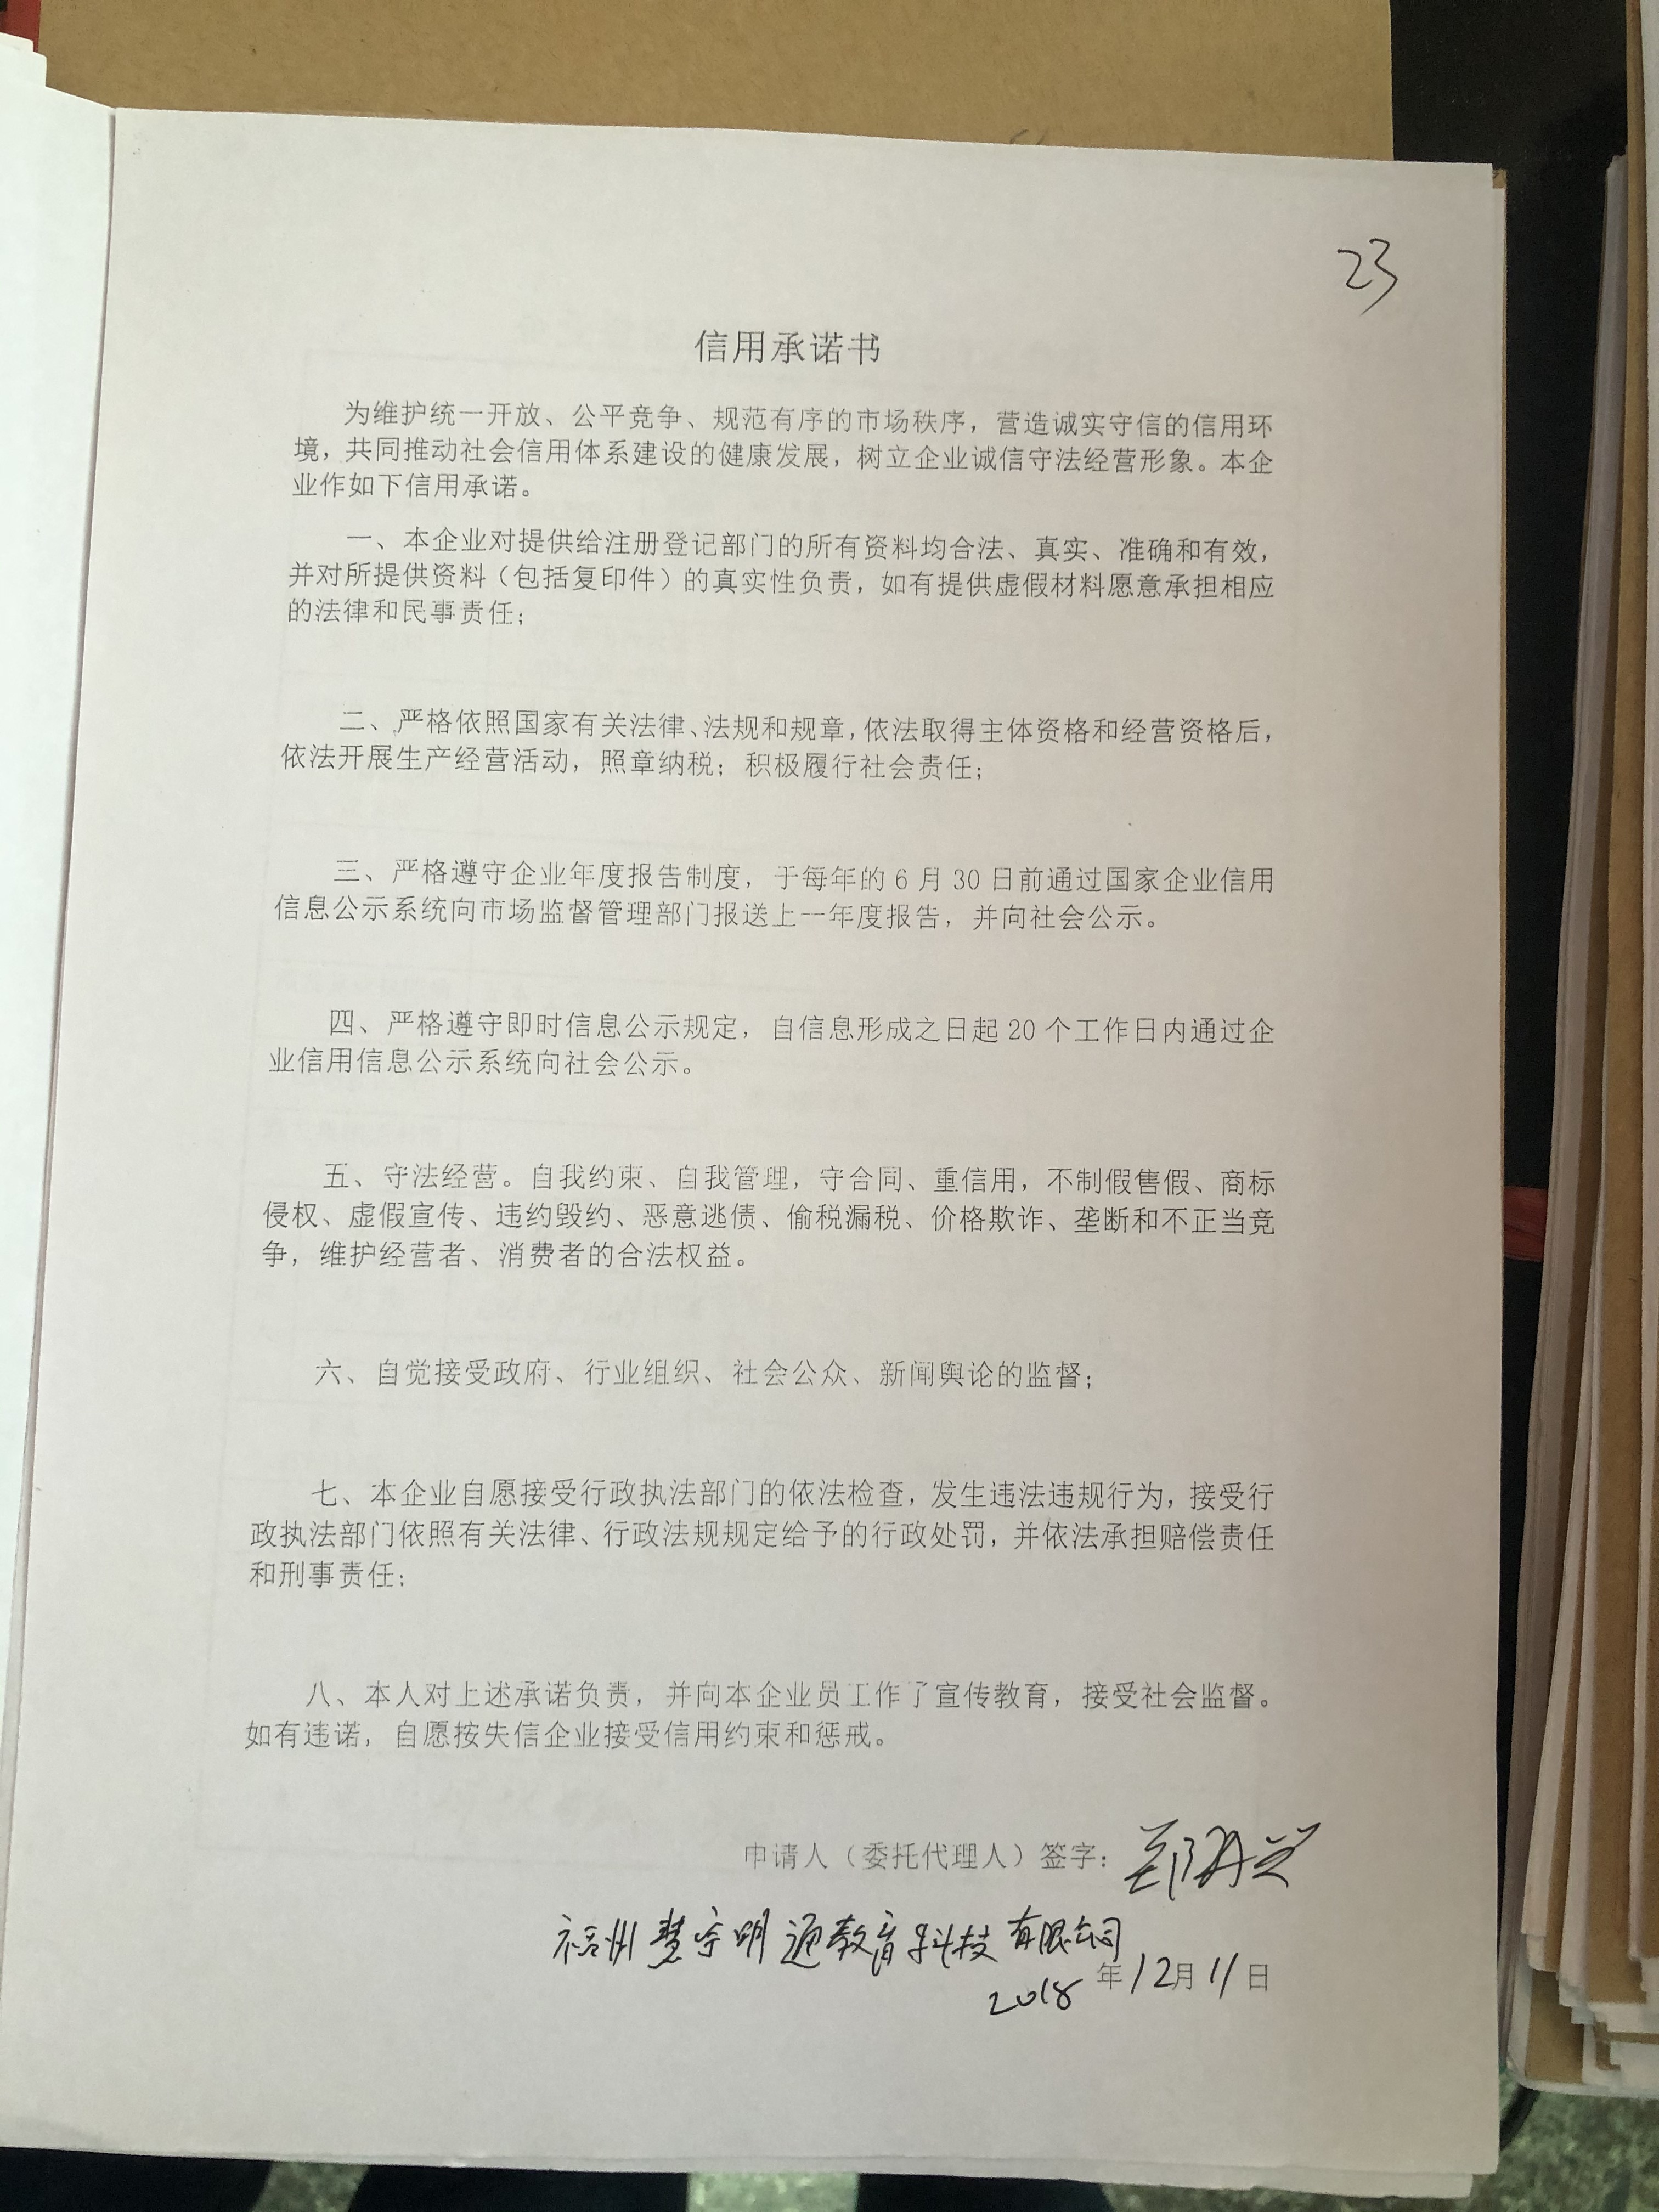 23
信用承诺书
为维护统一开放、公平竞争、规范有序的市场秩序，营造诚实守信的信用环
境，共同推动社会信用体系建设的健康发展，树立企业诚信守法经营形象。本企
业作如下信用承诺。
一、本企业对提供给注册登记部门的所有资料均合法、真实、准确和有效，
并对所提供资料（包括复印件）的真实性负责，如有提供虚假材料愿意承担相应
的法律和民事责任；
二、严格依照国家有关法律、法规和规章，依法取得主体资格和经营资格后，
依法开展生产经营活动，照章纳税；积极履行社会责任；
三、严格遵守企业年度报告制度，于每年的6月30日前通过国家企业信用
信息公示系统向市场监督管理部门报送上一年度报告，并向社会公示。
四、严格遵守即时信息公示规定，自信息形成之日起20个工作日内通过企
业信用信息公示系统向社会公示。
五、守法经营。自我约束、自我管理，守合同、重信用，不制假售假、商标
侵权、虚假宣传、违约毁约、恶意逃债、偷税漏税、价格欺诈、垄断和不正当竞
争，维护经营者、消费者的合法权益。
六、自觉接受政府、行业组织、社会公众、新闻舆论的监督；
七、本企业自愿接受行政执法部门的依法检查，发生违法违规行为，接受行
政执法部门依照有关法律、行政法规规定给予的行政处罚，并依法承担赔偿责任
和刑事责任；
八、本人对上述承诺负责，并向本企业员工作了宣传教育，接受社会监督。
如有违诺，自愿按失信企业接受信用约束和惩戒。
申请人（委托代理人）签字：
福州慧宇明通教育科技有限公司
2018年12月11日